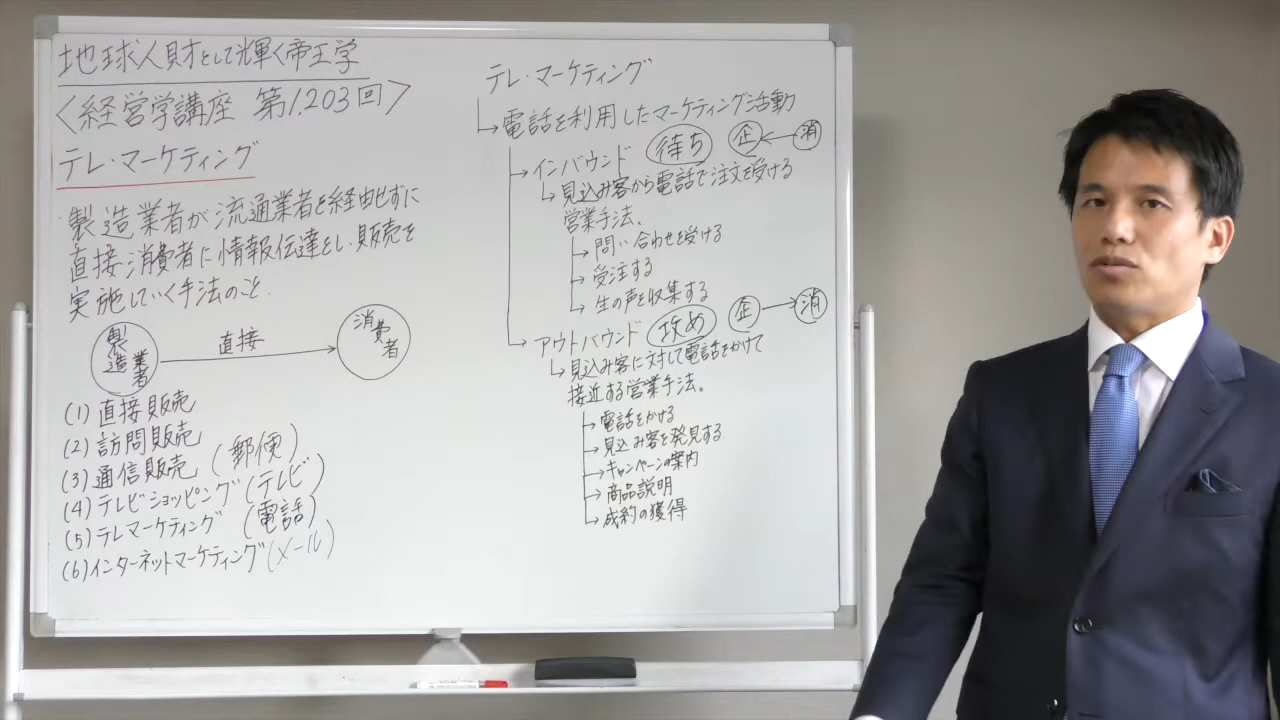 地球人財として輝く帝王学
<経営学講座 第1,203回>
テレ・マーケティング
製造業者が流通業者を経由せずに
直接消費者に情報伝達をし、販売を
実施していく手法のこと.
製造業者
直接
消費者
(1)直接販売
(2)訪問販売
(3)通信販売(郵便)
(4)テレビショッピング(テレビ)
(5)テレマーケティング(電話)
(6)インターネットマーケティング(メール)
テレ・マーケティング
電話を利用したマーケティング活動
インバウンド 待ち 企 消
見込み客から電話で注文を受ける
営業手法。
問い合わせを受ける
受注する
生の声を収集する
アウトバウンド 攻め 企 消
見込み客に対して電話をかけて
接近する営業手法。
電話をかける
見込み客を発見する
キャンペーンの案内
商品説明
成約の獲得